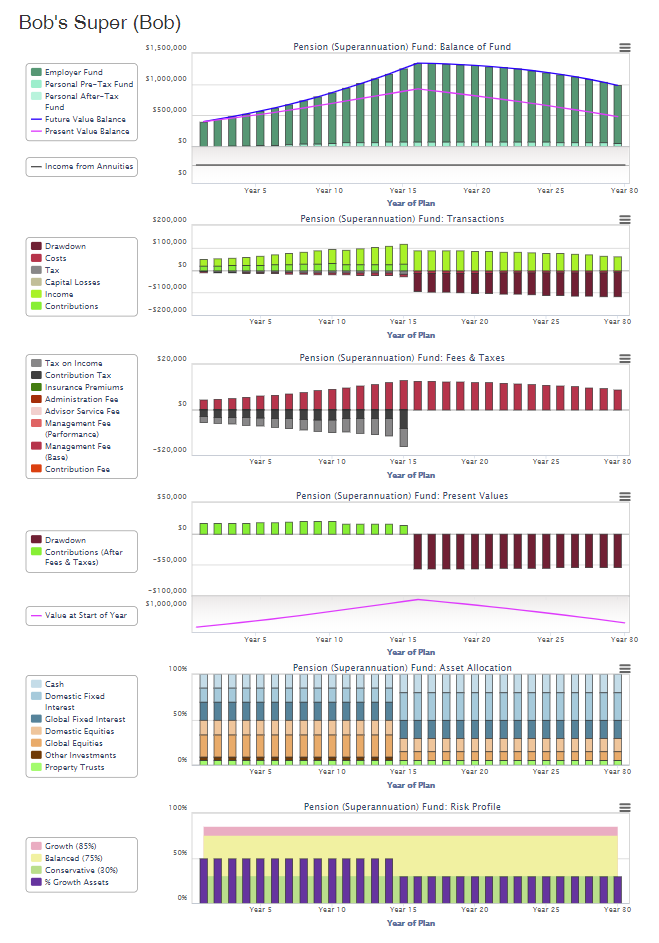 Bob's Super (Bob)
Pension (Superannuation) Fund: Balance of Fund
$1,500,000
$1,000,000
$500,000
$0
$0
Employer Fund
Personal Pre-Tax Fund
Personal After-Tax
Fund
Future Value Balance
Present Value Balance
Income from Annuities
Year 5
Year 10
Year 15
Year 20
Year 25
Year 30
Year of Plan
Pension (Superannuation) Fund: Transactions
$200,000
$100,000
$0
-$100,000
-$200,000
Drawdown
Costs
Tax
Capital Losses
Income
Contributions
Year 5
Year 10
Year 15
Year 20
Year 25
Year 30
Year of Plan
Pension (Superannuation) Fund: Fees & Taxes
$20,000
$0
-$20,000
Tax on Income
Contribution Tax
Insurance Premiums
Administration Fee
Advisor Service Fee
Management Fee
(Performance)
Management Fee
(Base)
Contribution Fee
Year 5
Year 10
Year 15
Year 20
Year 25
Year 30
Year of Plan
Pension (Superannuation) Fund: Present Values
$50,000
$0
-$50,000
-$100,000
$1,000,000
Drawdown
Contributions (After
Fees & Taxes)
Value at Start of Year
Year 5
Year 10
Year 15
Year 20
Year 25
Year 30
Year of Plan
Pension (Superannuation) Fund: Asset Allocation
100%
50%
0%
Cash
Domestic Fixed
Interest
Global Fixed Interest
Domestic Equities
Global Equities
Other Investments
Property Trusts
Year 5
Year 10
Year 15
Year 20
Year 25
Year 30
Year of Plan
Pension (Superannuation) Fund: Risk Profile
100%
50%
0%
Growth (85%)
Balanced (75%)
Conservative (30%)
% Growth Assets
Year 5
Year 10
Year 15
Year 20
Year 25
Year 30
Year of Plan